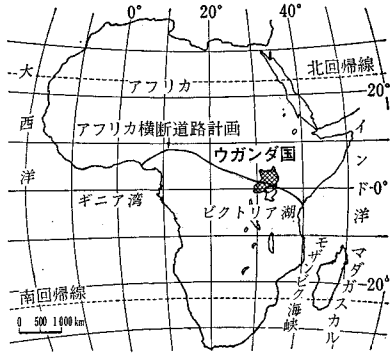 0° 20° 40°
北回帰線
20°
大西洋
アフリカ
アフリカ横断道路計画
ウガンダ国
インド洋
ギニア湾
0°
ビクトリア湖
モザンビク海峡
マダガスカル
20°
南回帰線
0 500 1000km